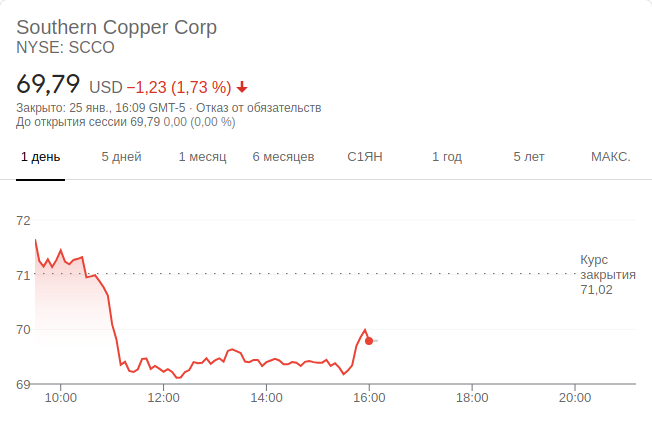 Southern Copper Corp
NYSE: SCCO
69,79 USD −1,23 (1,73 %)
Закрыто: 25 янв., 16:09 GMT-5 · Отказ от обязательств
До открытия сессии 69,79 0,00 (0,00 %)
1 день 5 дней 1 месяц 6 месяцев С1ЯН 1 год 5 лет МАКС.
72
Курс
закрытия
71,02
71
70
69
10:00 12:00 14:00 16:00 18:00 20:00